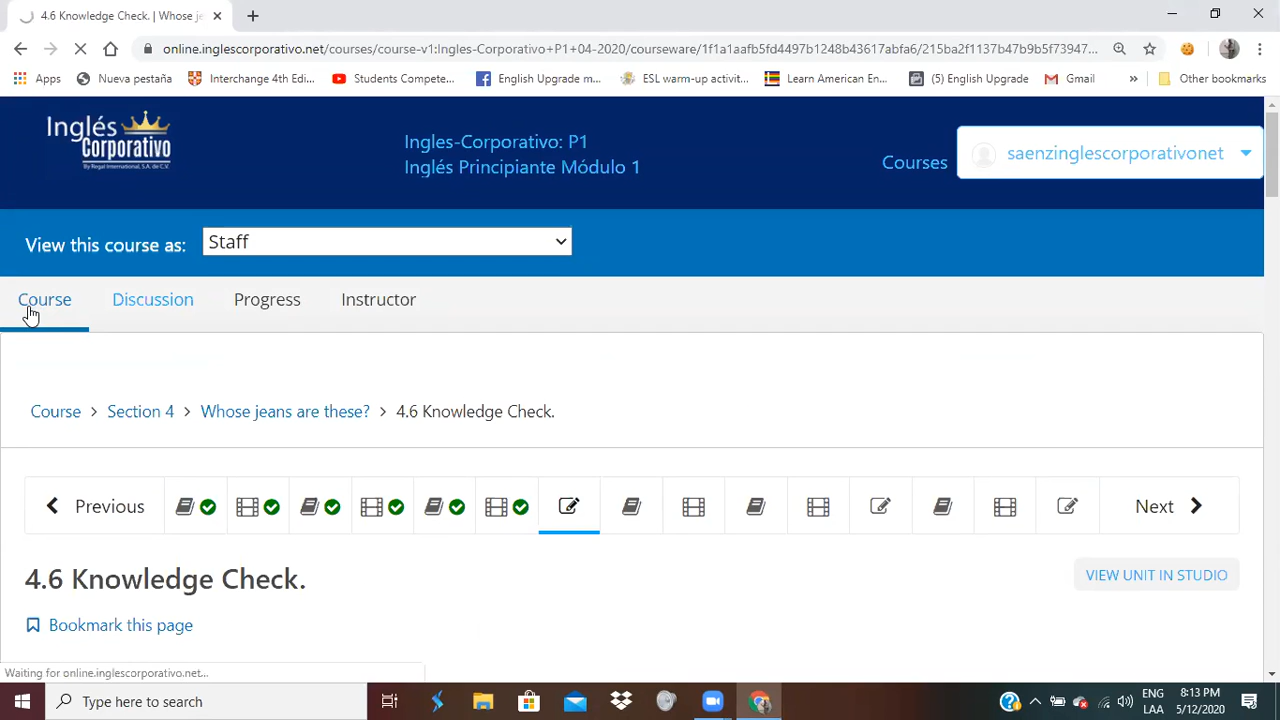 4.6 Knowledge Check. | Whose je
online.inglescorporativo.net/courses/course-v1:Ingles-Corporativo+P1+04-2020/courseware/1f1a1aafb5fd4497b1248b43617abfa6/215ba2f1137b47b9b5f73947...
Apps Nueva pestaña Interchange 4th Edi... Students Compete... English Upgrade m... ESL warm-up activit... Learn American En... (5) English Upgrade Gmail » Other bookmarks
Inglés
Corporativo
By Regal International, S.A. de C.V.
Ingles-Corporativo: P1
Inglés Principiante Módulo 1
Courses
saenzinglescorporativonet
View this course as: Staff
Course Discussion Progress Instructor
Course > Section 4 > Whose jeans are these? > 4.6 Knowledge Check.
Previous Next
4.6 Knowledge Check.
VIEW UNIT IN STUDIO
Bookmark this page
Waiting for online.inglescorporativo.net...
Type here to search
ENG
LAA
8:13 PM
5/12/2020